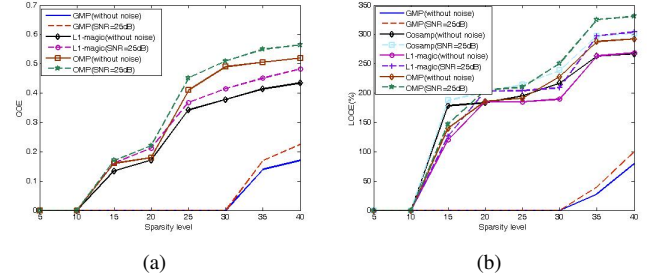 0.7
0.6
0.5
0.4
0.3
0.2
0.1
0
5 10 15 20 25 30 35 40
Sparsity level
OOE
GMP(without noise)
GMP(SNR=25dB)
L1-magic(without noise)
L1-magic(SNR=25dB)
OMP(without noise)
OMP(SNR=25dB)
(a)
350
300
250
200
150
100
50
0
5 10 15 20 25 30 35 40
Sparsity level
LOOE(%)
GMP(without noise)
GMP(SNR=25dB)
Cosamp(without noise)
Cosamp(SNR=25dB)
L1-magic(without noise)
L1-magic(SNR=25dB)
OMP(without noise)
OMP(SNR=25dB)
(b)